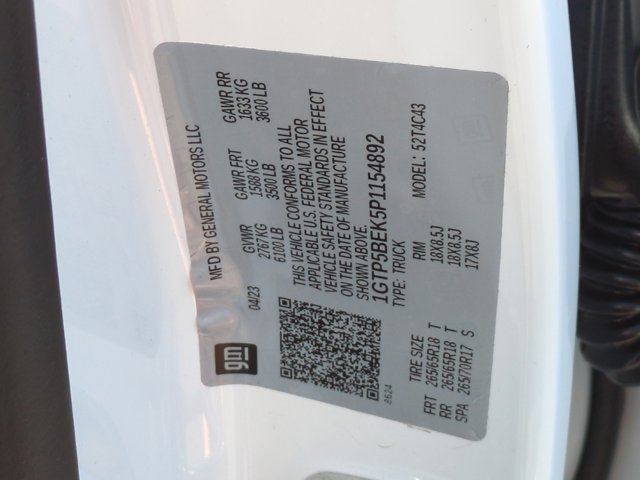 MFD BY GENERAL MOTORS LLC
04/23
GVWR
2767 KG
6100 LB
GAWR FRT
1588 KG
3500 LB
GAWR RR
1633 KG
3600 LB
THIS VEHICLE CONFORMS TO ALL
APPLICABLE U.S. FEDERAL MOTOR
VEHICLE SAFETY STANDARDS IN EFFECT
ON THE DATE OF MANUFACTURE
SHOWN ABOVE.
1GTP5BEK5P1154892
TYPE: TRUCK
MODEL: 52T4C43
gm
8624
TIRE SIZE RIM
FRT 265/65R18 T 18X8.5J
RR 265/65R18 T 18X8.5J
SPA 265/70R17 S 17X8J